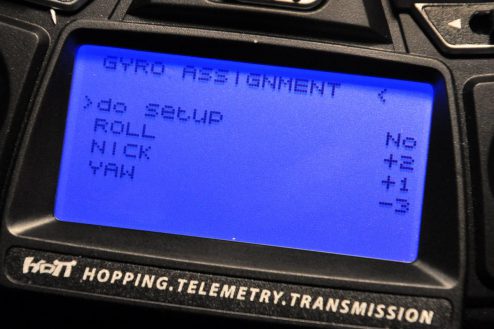 GYRO ASSIGNMENT <
>do setup No
ROLL +2
NICK +1
YAW -3
HoTT HOPPING.TELEMETRY.TRANSMISSION